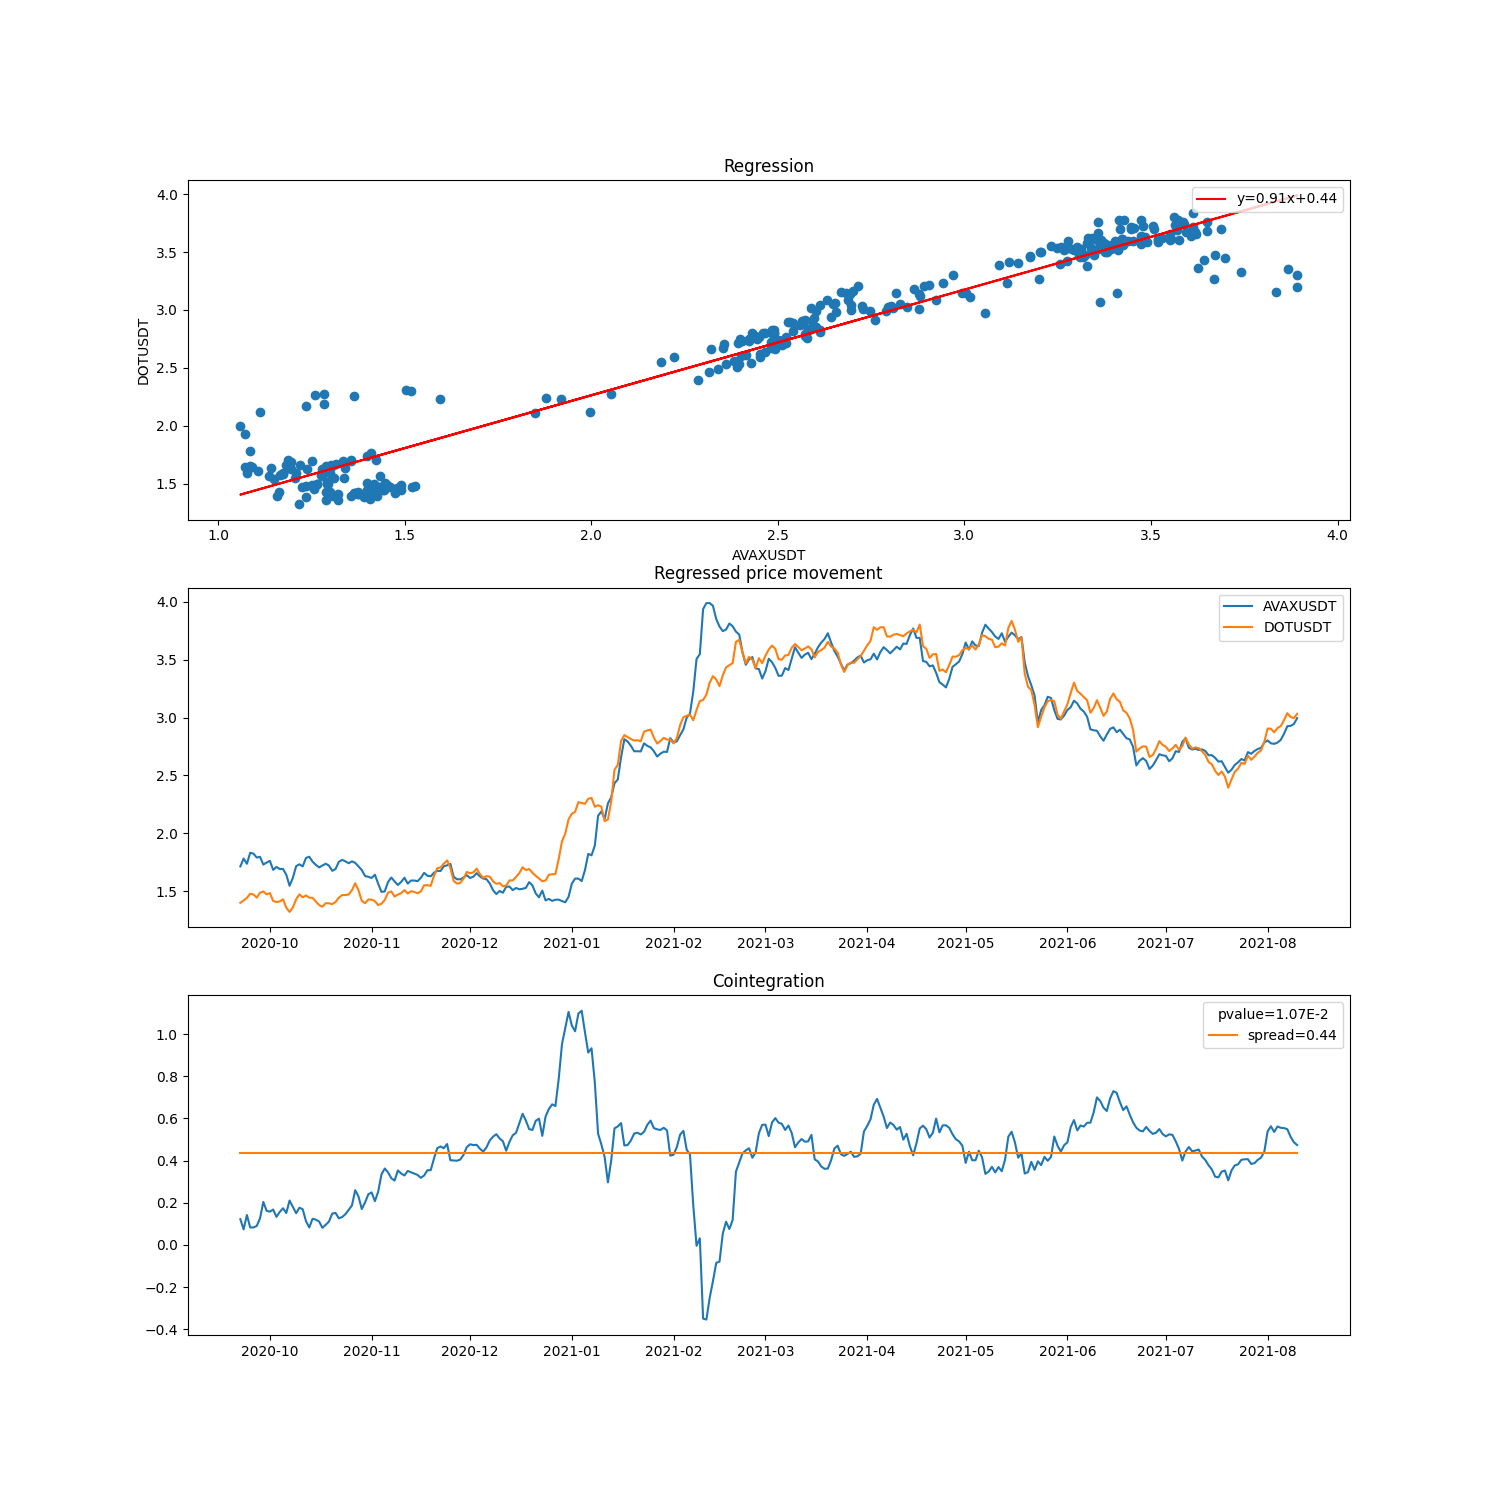 Regression
4.0
3.5
3.0
2.5
2.0
1.5
DOTUSDT
y=0.91x+0.44
1.0 1.5 2.0 2.5 3.0 3.5 4.0
AVAXUSDT
Regressed price movement
4.0
3.5
3.0
2.5
2.0
1.5
AVAXUSDT
DOTUSDT
2020-10 2020-11 2020-12 2021-01 2021-02 2021-03 2021-04 2021-05 2021-06 2021-07 2021-08
Cointegration
1.0
0.8
0.6
0.4
0.2
0.0
−0.2
−0.4
pvalue=1.07E-2
spread=0.44
2020-10 2020-11 2020-12 2021-01 2021-02 2021-03 2021-04 2021-05 2021-06 2021-07 2021-08